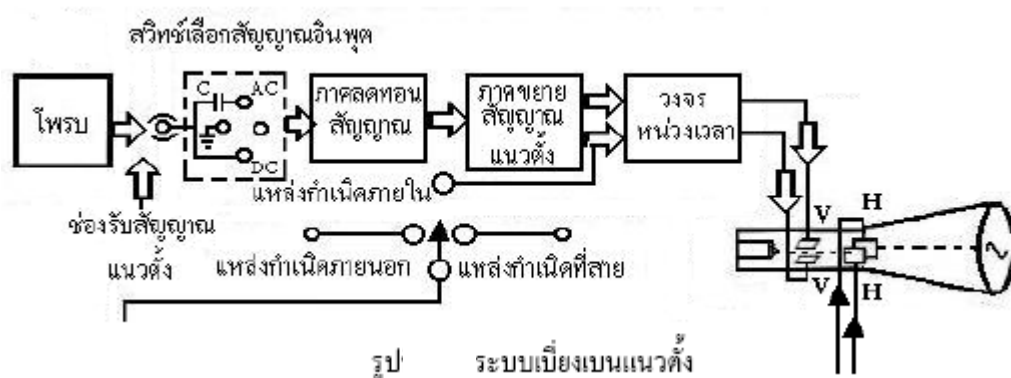 สวิทช์เลือกสัญญาณอินพุต
โพรบ
C
AC
DC
ภาคลดทอน
สัญญาณ
ภาคขยาย
สัญญาณ
แนวตั้ง
วงจร
หน่วงเวลา
แหล่งกำเนิดภายใน
ช่องรับสัญญาณ
แนวตั้ง
แหล่งกำเนิดภายนอก
แหล่งกำเนิดที่สาย
V
H
V
H
รูป ระบบเบี่ยงเบนแนวตั้ง